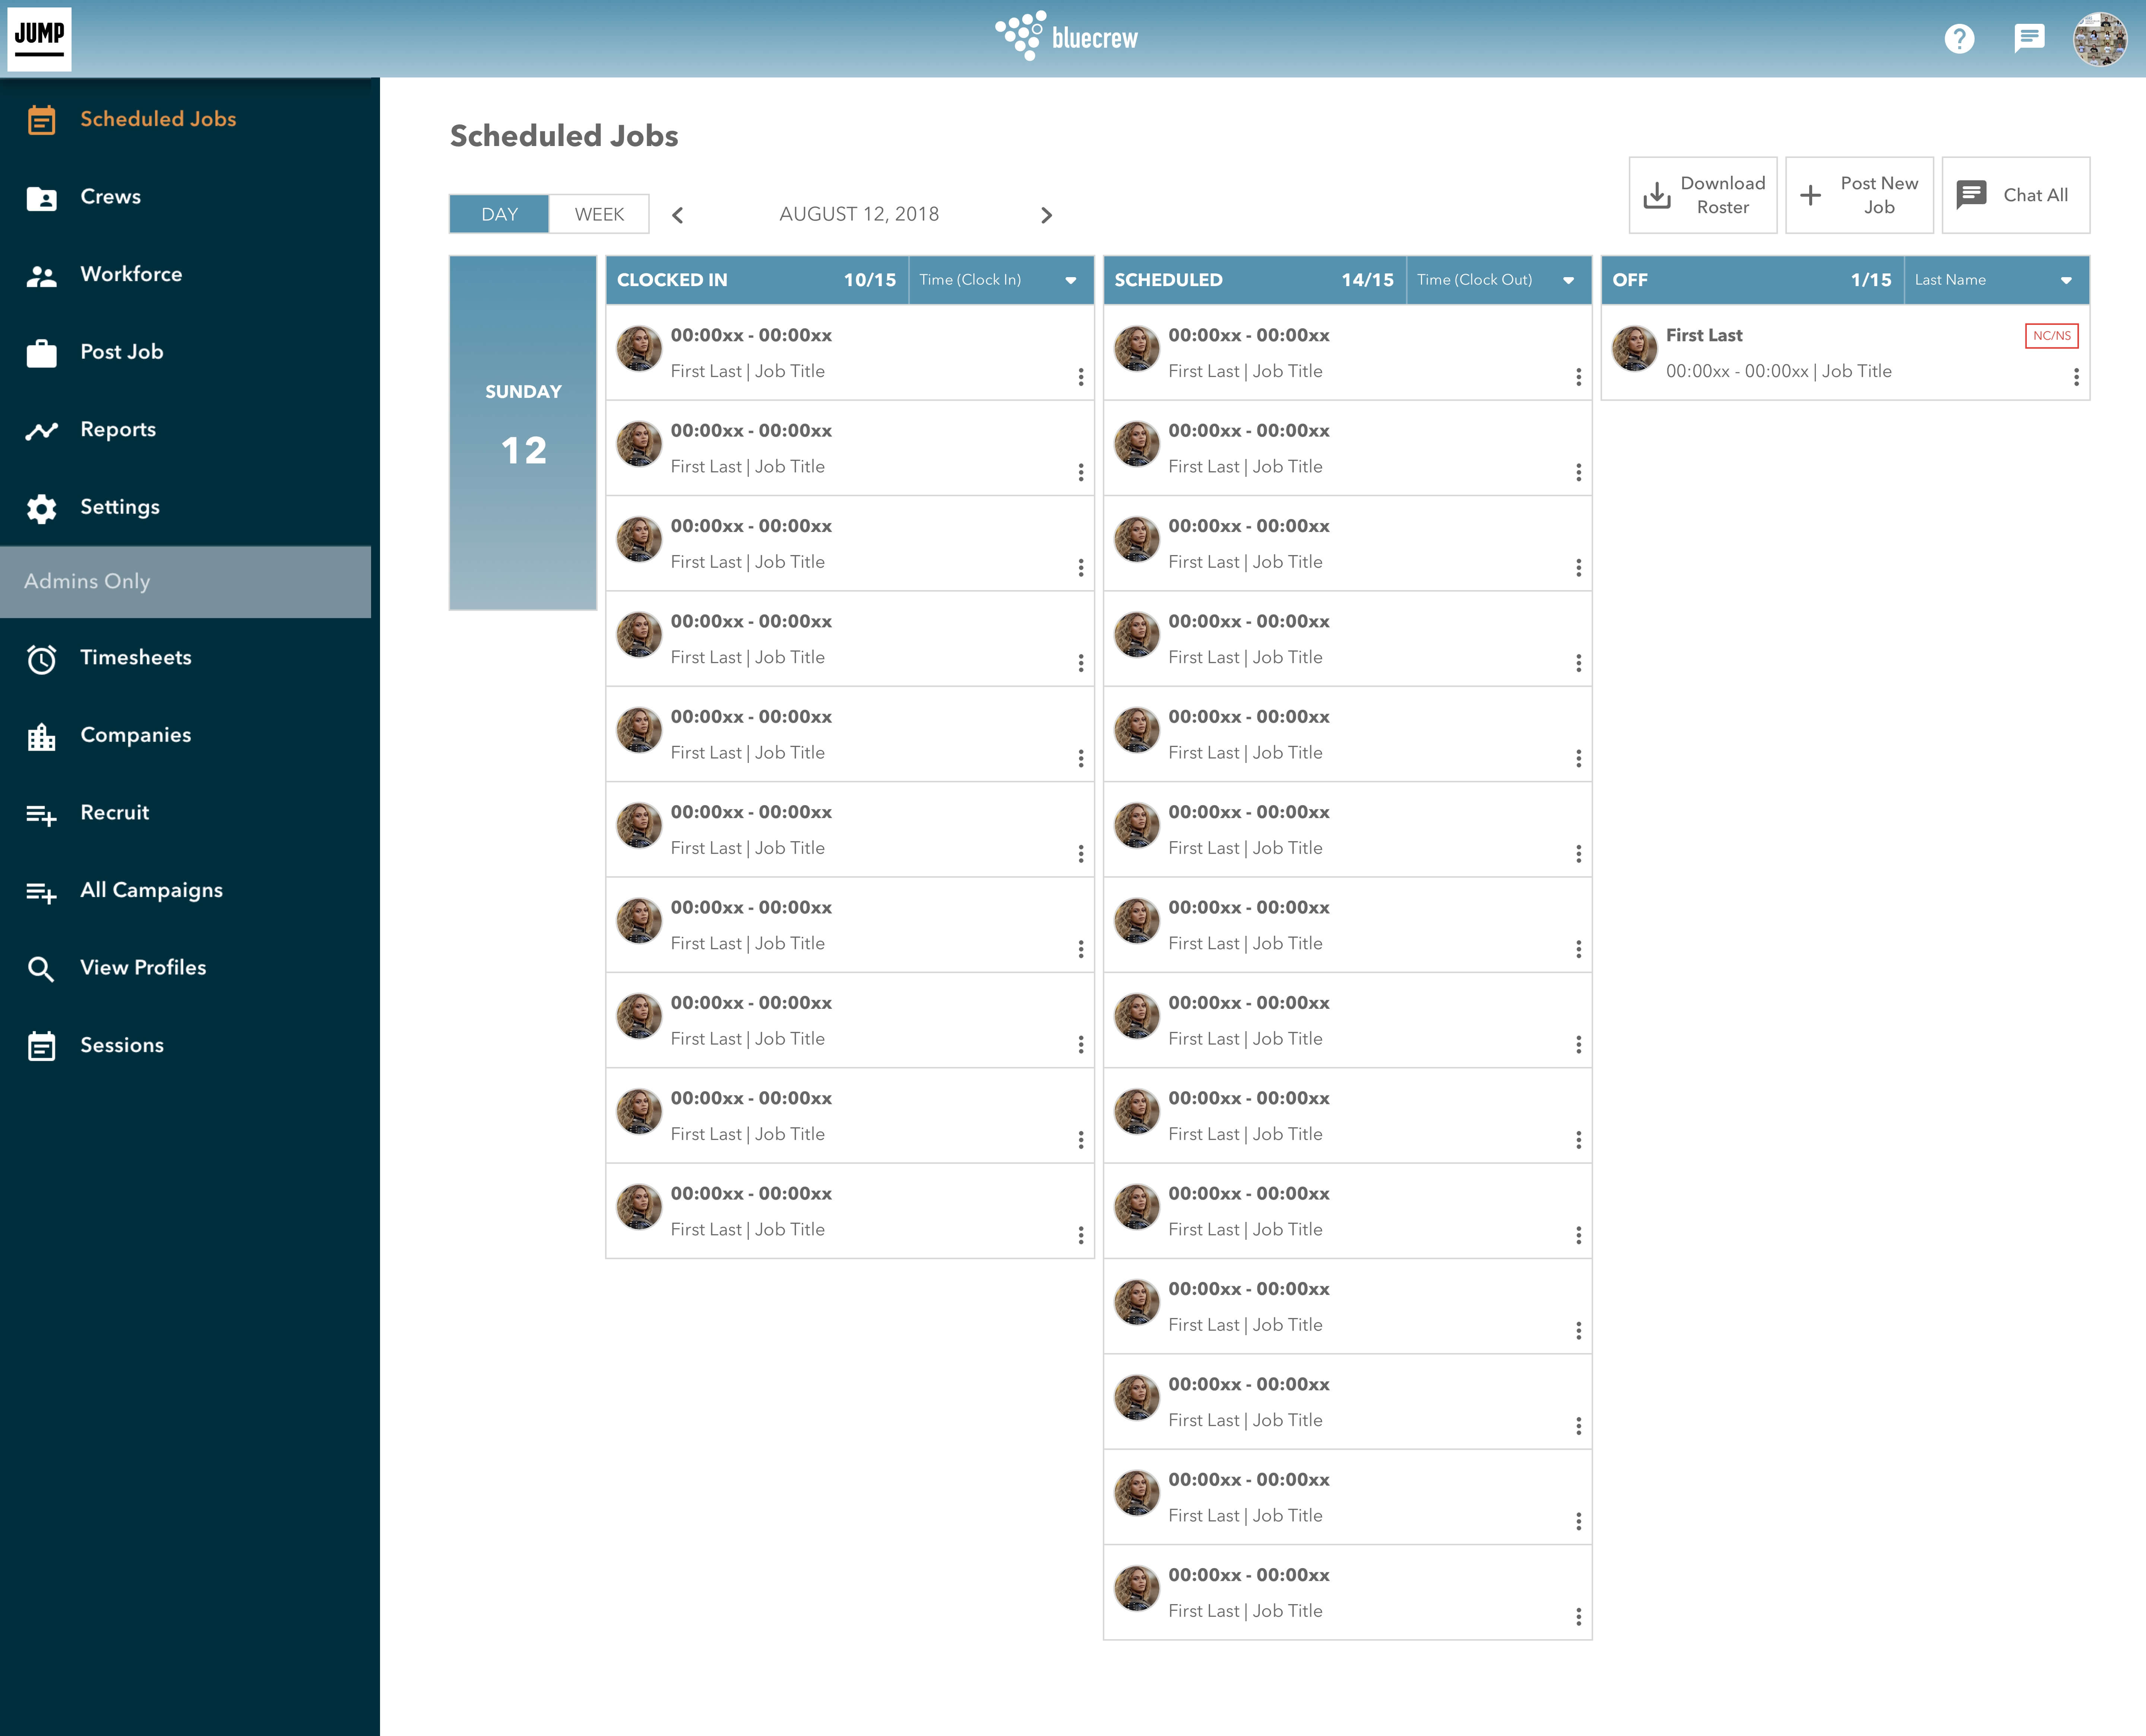 JUMP
bluecrew
?
Scheduled Jobs
Crews
Workforce
Post Job
Reports
Settings
Admins Only
Timesheets
Companies
Recruit
All Campaigns
View Profiles
Sessions
Scheduled Jobs
DAY
WEEK
AUGUST 12, 2018
Download
Roster
Post New
Job
Chat All
SUNDAY
12
CLOCKED IN 10/15 Time (Clock In)
00:00xx - 00:00xx
First Last | Job Title
00:00xx - 00:00xx
First Last | Job Title
00:00xx - 00:00xx
First Last | Job Title
00:00xx - 00:00xx
First Last | Job Title
00:00xx - 00:00xx
First Last | Job Title
00:00xx - 00:00xx
First Last | Job Title
00:00xx - 00:00xx
First Last | Job Title
00:00xx - 00:00xx
First Last | Job Title
00:00xx - 00:00xx
First Last | Job Title
00:00xx - 00:00xx
First Last | Job Title
SCHEDULED 14/15 Time (Clock Out)
00:00xx - 00:00xx
First Last | Job Title
00:00xx - 00:00xx
First Last | Job Title
00:00xx - 00:00xx
First Last | Job Title
00:00xx - 00:00xx
First Last | Job Title
00:00xx - 00:00xx
First Last | Job Title
00:00xx - 00:00xx
First Last | Job Title
00:00xx - 00:00xx
First Last | Job Title
00:00xx - 00:00xx
First Last | Job Title
00:00xx - 00:00xx
First Last | Job Title
00:00xx - 00:00xx
First Last | Job Title
00:00xx - 00:00xx
First Last | Job Title
00:00xx - 00:00xx
First Last | Job Title
00:00xx - 00:00xx
First Last | Job Title
00:00xx - 00:00xx
First Last | Job Title
OFF 1/15 Last Name
First Last NC/NS
00:00xx - 00:00xx | Job Title